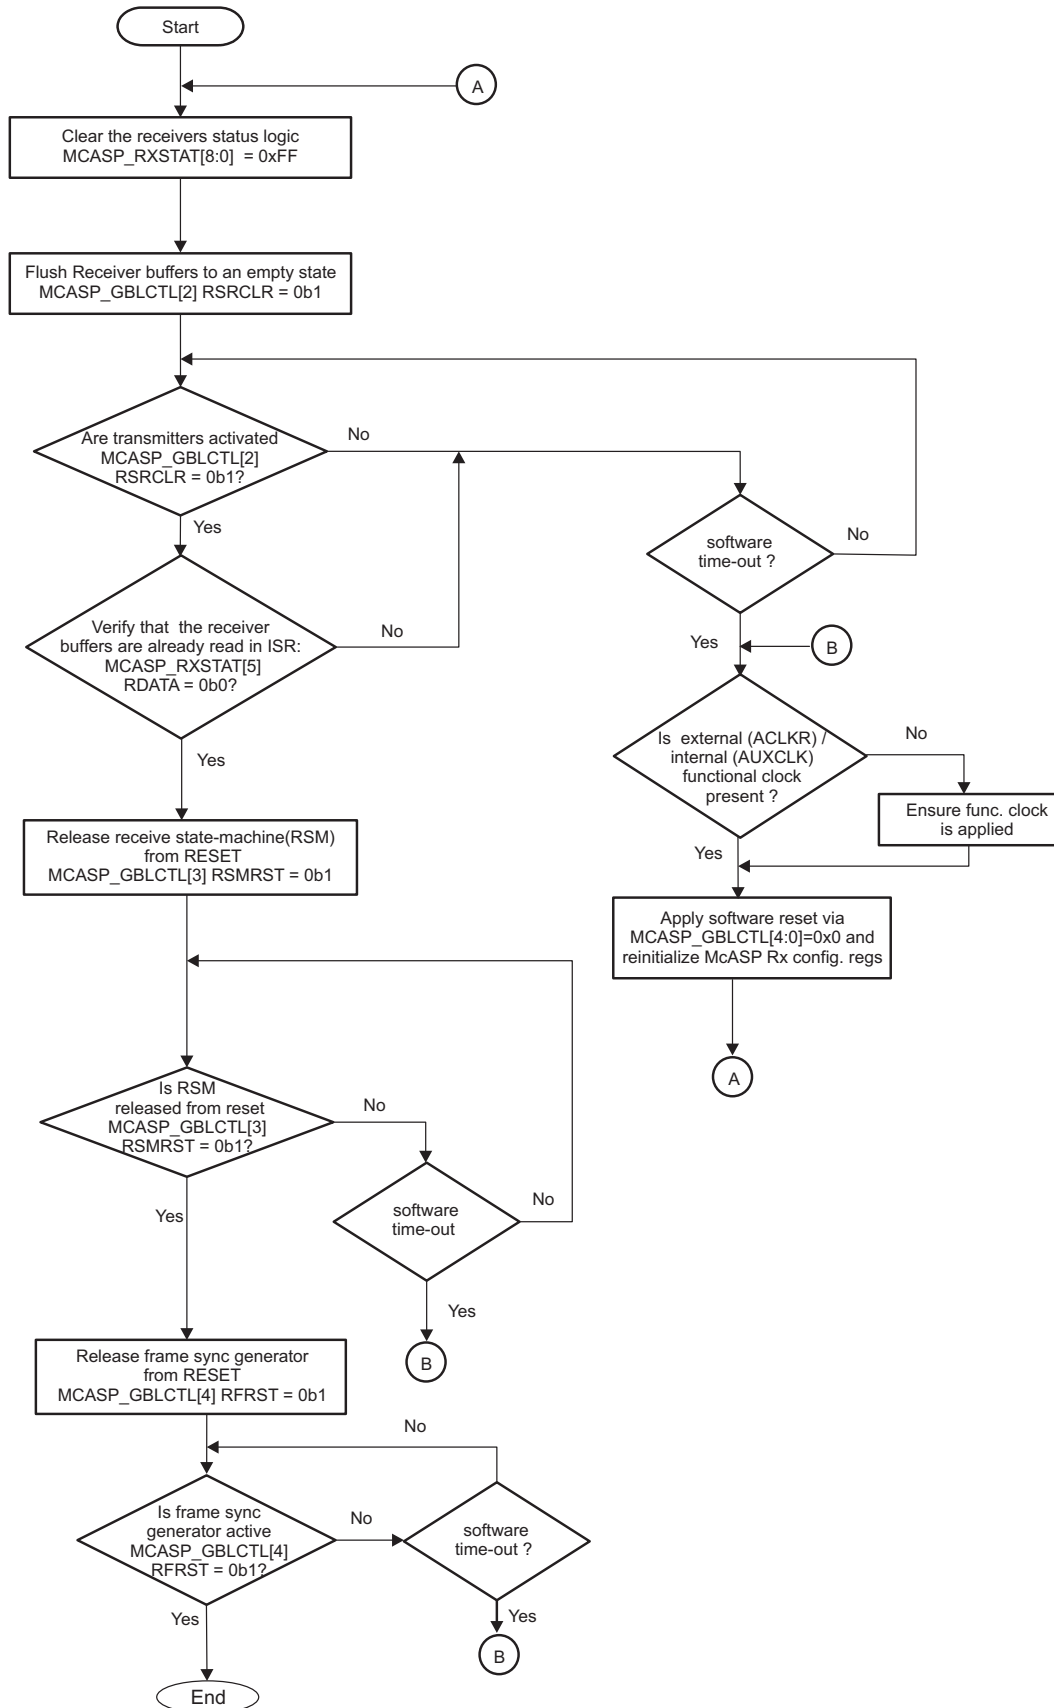 Start
A
Clear the receivers status logic
MCASP_RXSTAT[8:0] = 0xFF
Flush Receiver buffers to an empty state
MCASP_GBLCTL[2] RSRCLR = 0b1
Are transmitters activated
MCASP_GBLCTL[2]
RSRCLR = 0b1?
No
Yes
software
time-out ?
No
Yes
B
Verify that the receiver
buffers are already read in ISR:
MCASP_RXSTAT[5]
RDATA = 0b0?
No
Yes
Is external (ACLKR) /
internal (AUXCLK)
functional clock
present ?
No
Yes
Ensure func. clock
is applied
Release receive state-machine(RSM)
from RESET
MCASP_GBLCTL[3] RSMRST = 0b1
Apply software reset via
MCASP_GBLCTL[4:0]=0x0 and
reinitialize McASP Rx config. regs
A
Is RSM
released from reset
MCASP_GBLCTL[3]
RSMRST = 0b1?
No
Yes
software
time-out
No
Yes
B
Release frame sync generator
from RESET
MCASP_GBLCTL[4] RFRST = 0b1
No
Is frame sync
generator active
MCASP_GBLCTL[4]
RFRST = 0b1?
No
software
time-out ?
Yes
Yes
B
End